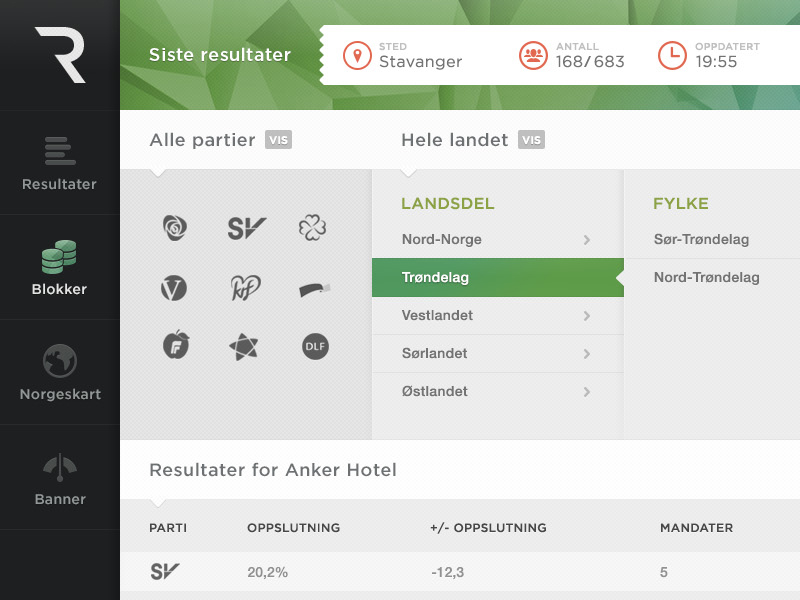 Siste resultater
STED
Stavanger
ANTALL
168/683
OPPDATERT
19:55
Resultater
Blokker
Norgeskart
Banner
Alle partier VIS
Hele landet VIS
SV
V
KrF
F
DLF
LANDSDEL
Nord-Norge
Trøndelag
Vestlandet
Sørlandet
Østlandet
FYLKE
Sør-Trøndelag
Nord-Trøndelag
Resultater for Anker Hotel
PARTI OPPSLUTNING +/- OPPSLUTNING MANDATER
SV 20,2% -12,3 5